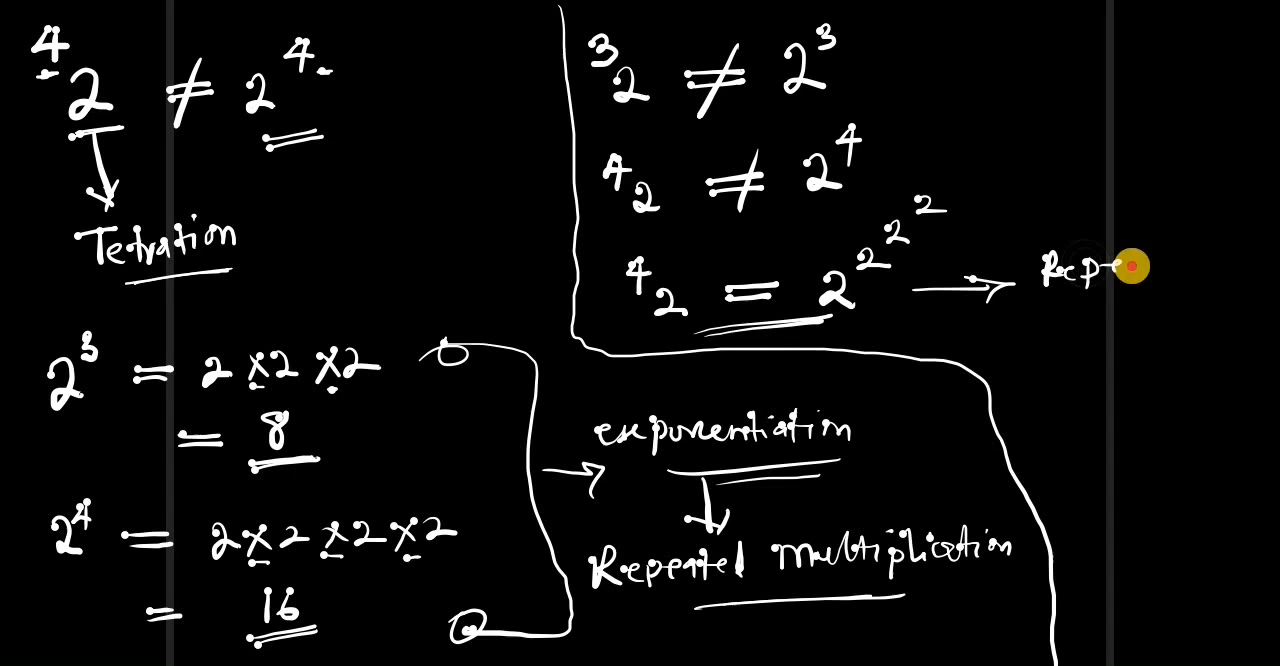 ⁴2 ≠ 2⁴
Tetration
2³ = 2 × 2 × 2
= 8
2⁴ = 2 × 2 × 2 × 2
= 16
³2 ≠ 2³
⁴2 ≠ 2⁴
⁴2 = 2^2^2^2 → Repe
exponentiation
Repeated multiplication